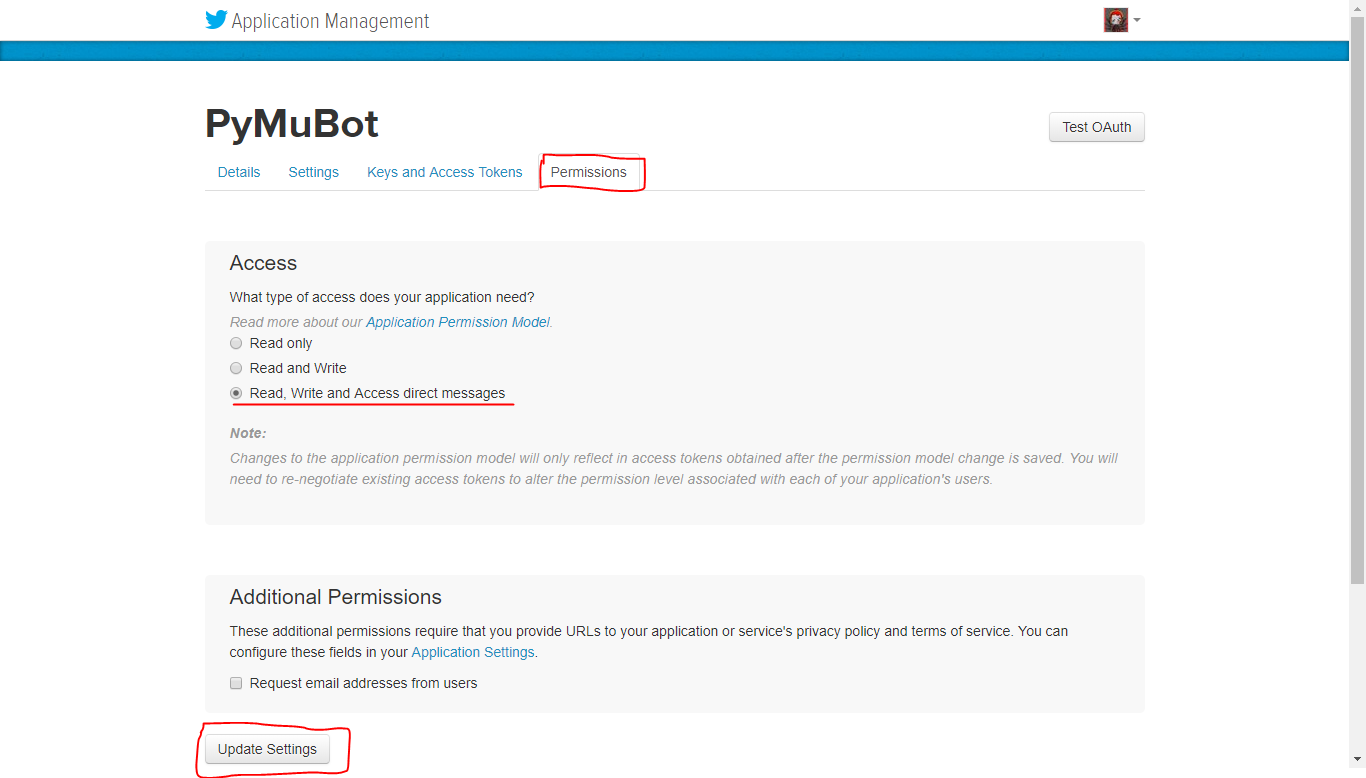 Application Management
PyMuBot
Test OAuth
Details Settings Keys and Access Tokens Permissions
Access
What type of access does your application need?
Read more about our Application Permission Model.
Read only
Read and Write
Read, Write and Access direct messages
Note:
Changes to the application permission model will only reflect in access tokens obtained after the permission model change is saved. You will
need to re-negotiate existing access tokens to alter the permission level associated with each of your application's users.
Additional Permissions
These additional permissions require that you provide URLs to your application or service's privacy policy and terms of service. You can
configure these fields in your Application Settings.
Request email addresses from users
Update Settings